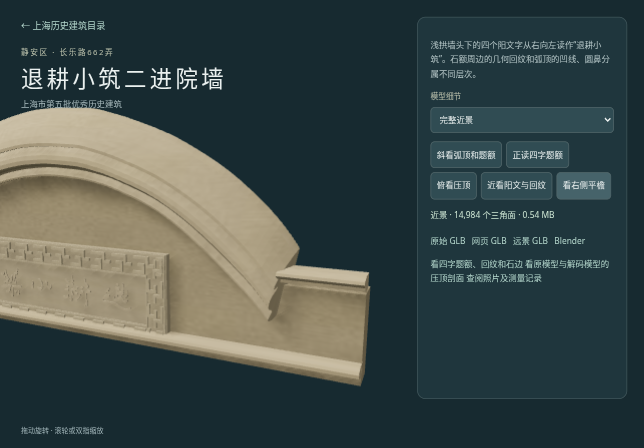 ← 上海历史建筑目录
静安区 · 长乐路662弄
退耕小筑二进院墙
上海市第五批优秀历史建筑
拖动旋转 · 滚轮或双指缩放
浅拱墙头下的四个阳文字从右向左读作“退耕小
筑”。石额周边的几何回纹和弧顶的凹线、圆鼻分
属不同层次。
模型细节
完整近景
斜看弧顶和题额 正读四字题额
俯看压顶 近看阳文与回纹 看右侧平檐
近景 · 14,984 个三角面 · 0.54 MB
原始 GLB 网页 GLB 远景 GLB Blender
看四字题额、回纹和石边 看原模型与解码模型的
压顶剖面 查阅照片及测量记录